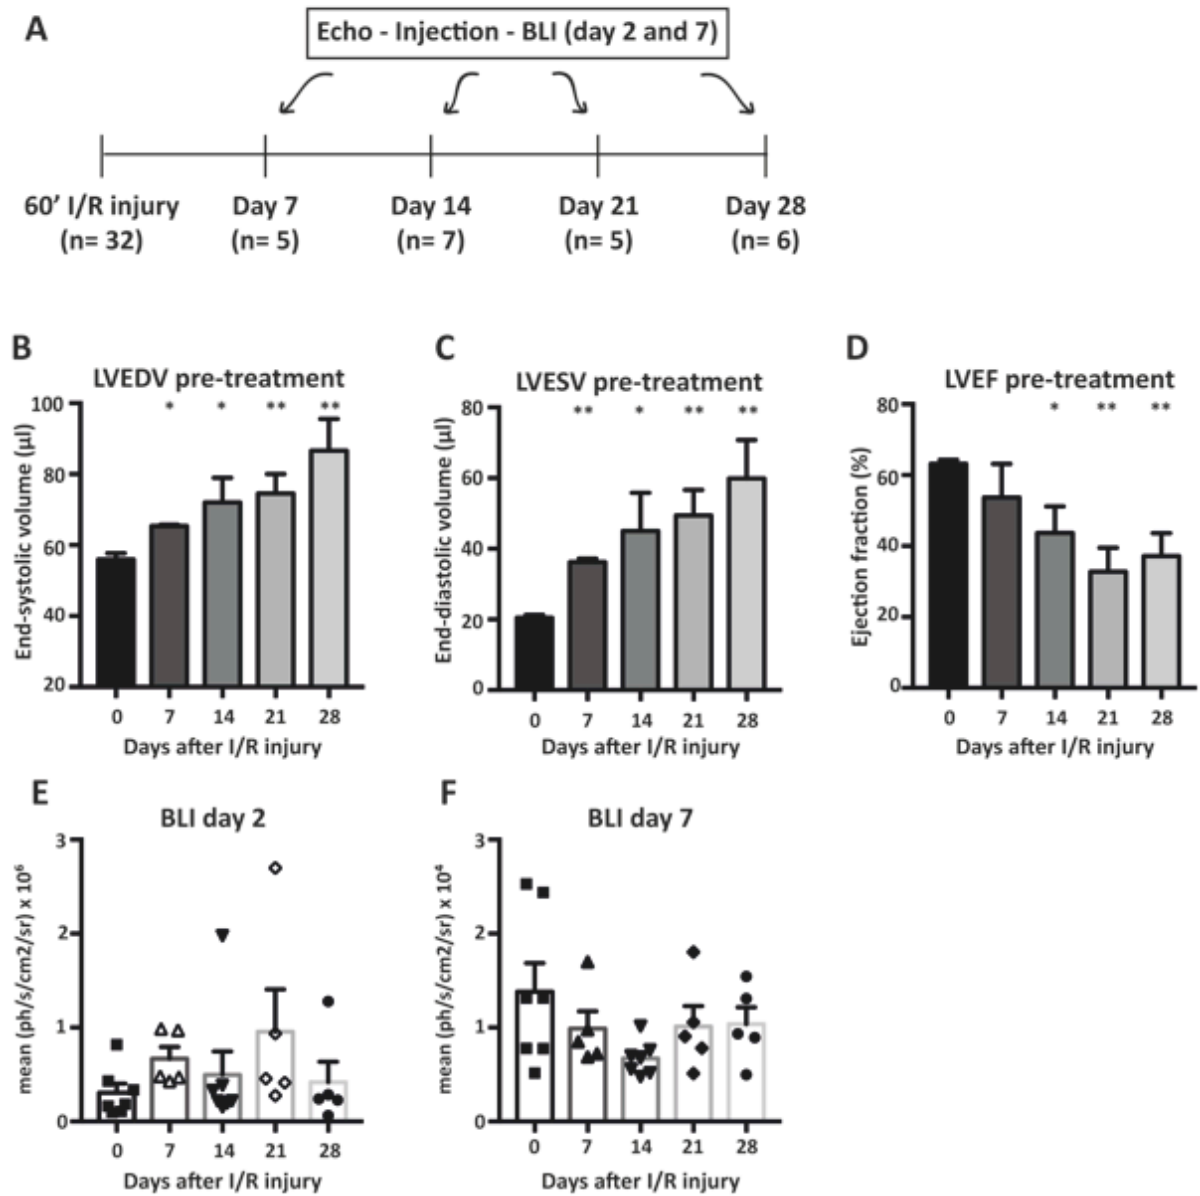 A
Echo - Injection - BLI (day 2 and 7)
60’ I/R injury
(n= 32)
Day 7
(n= 5)
Day 14
(n= 7)
Day 21
(n= 5)
Day 28
(n= 6)
B
LVEDV pre-treatment
* * ** **
End-systolic volume (µl)
100
80
60
40
20
0 7 14 21 28
Days after I/R injury
C
LVESV pre-treatment
** * ** **
End-diastolic volume (µl)
80
60
40
20
0
0 7 14 21 28
Days after I/R injury
D
LVEF pre-treatment
* ** **
Ejection fraction (%)
80
60
40
20
0
0 7 14 21 28
Days after I/R injury
E
BLI day 2
mean (ph/s/cm2/sr) x 10⁶
3
2
1
0
0 7 14 21 28
Days after I/R injury
F
BLI day 7
mean (ph/s/cm2/sr) x 10⁴
3
2
1
0
0 7 14 21 28
Days after I/R injury